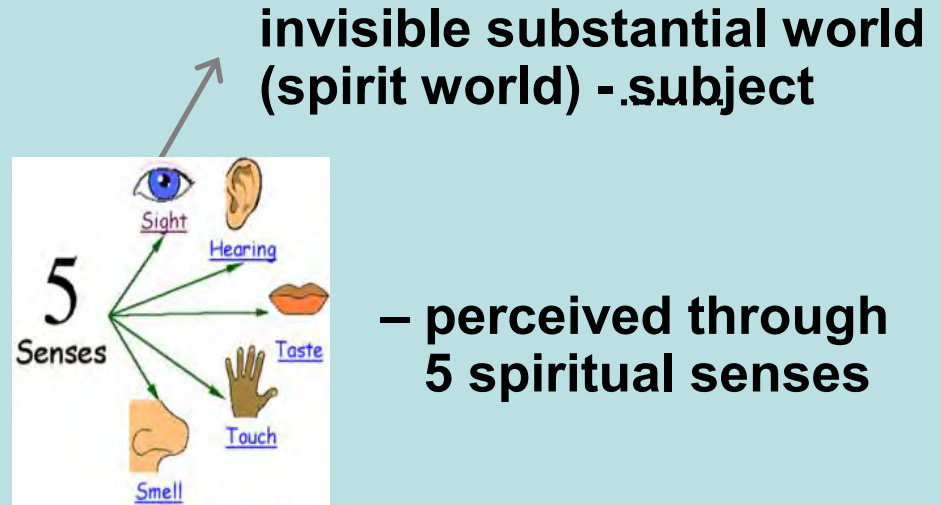 invisible substantial world
(spirit world) - subject
5
Senses
Sight
Hearing
Taste
Touch
Smell
– perceived through
5 spiritual senses